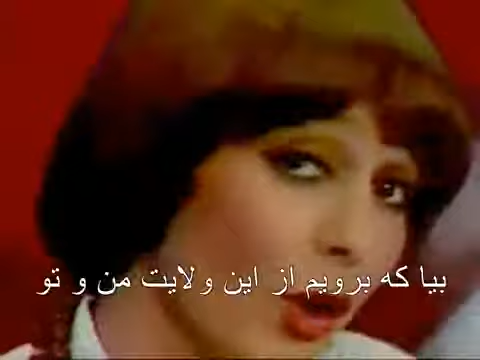 بیا که برویم از این ولایت من و تو